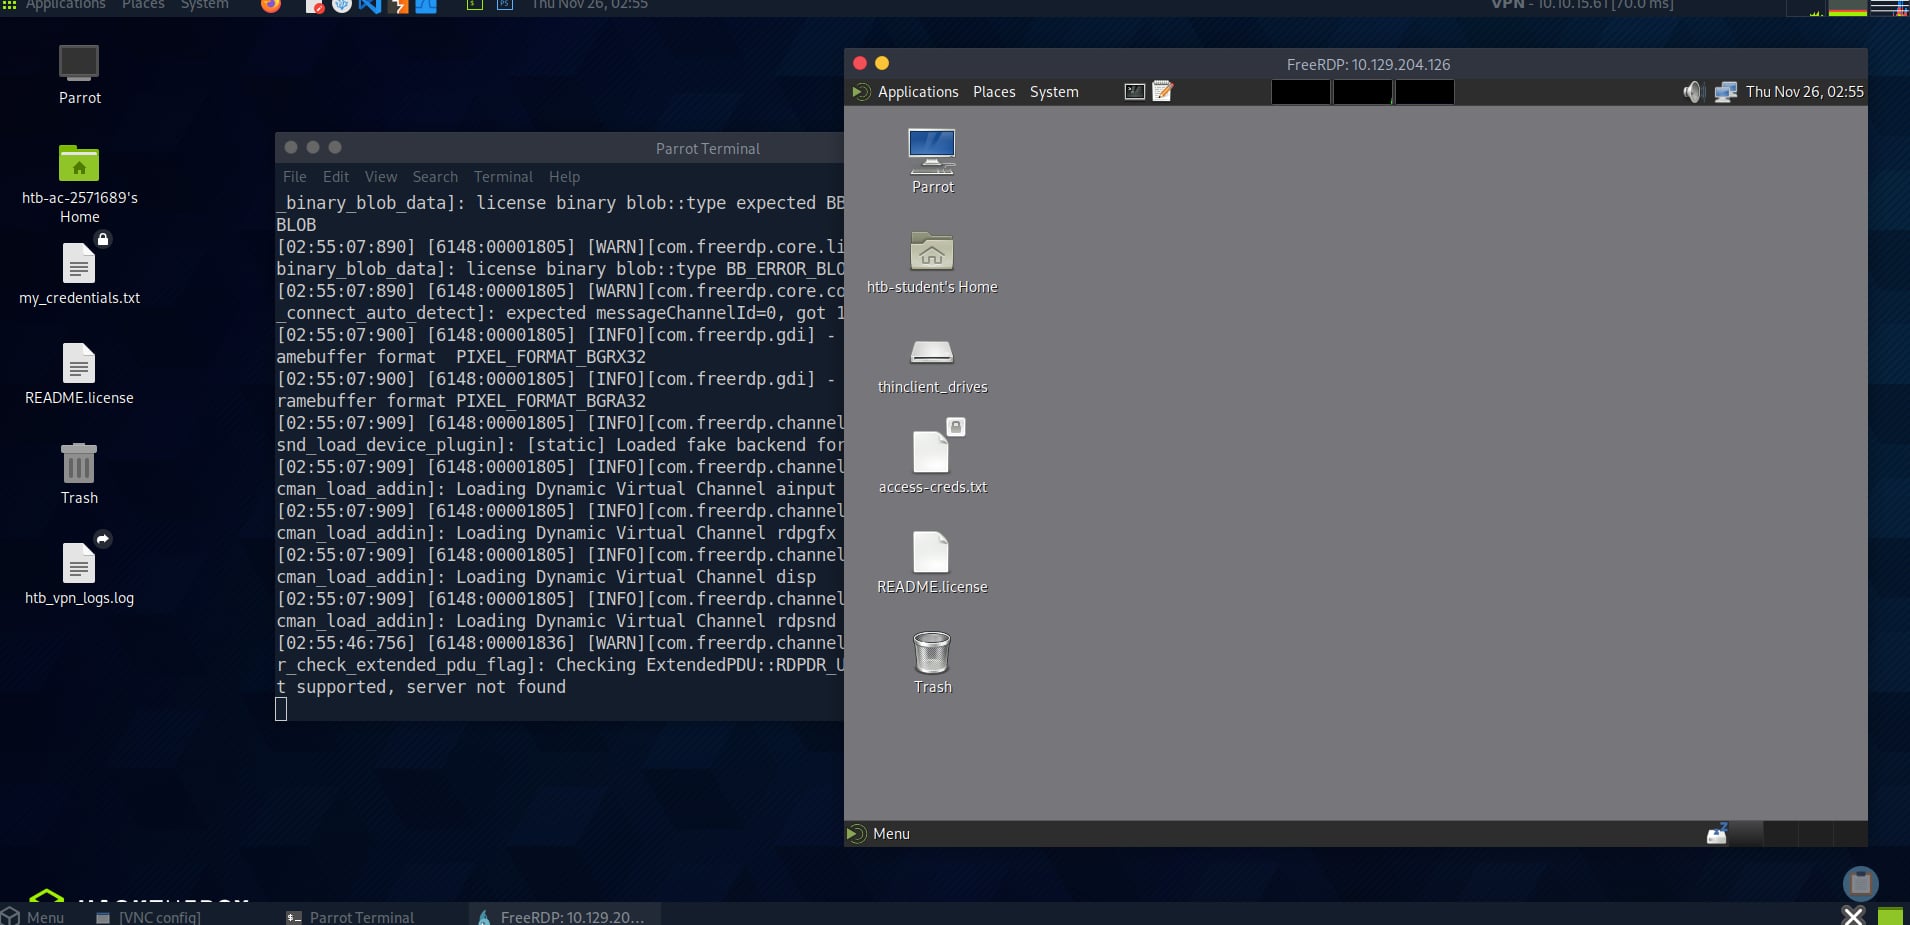 Applications Places System Thu Nov 26, 02:55 VPN - 10.10.15.61 [70.0 ms]
Parrot
htb-ac-2571689's
Home
my_credentials.txt
README.license
Trash
htb_vpn_logs.log
Parrot Terminal
File Edit View Search Terminal Help
_binary_blob_data]: license binary blob::type expected BB
BLOB
[02:55:07:890] [6148:00001805] [WARN][com.freerdp.core.li
binary_blob_data]: license binary blob::type BB_ERROR_BLO
[02:55:07:890] [6148:00001805] [WARN][com.freerdp.core.co
_connect_auto_detect]: expected messageChannelId=0, got 1
[02:55:07:900] [6148:00001805] [INFO][com.freerdp.gdi] -
amebuffer format  PIXEL_FORMAT_BGRX32
[02:55:07:900] [6148:00001805] [INFO][com.freerdp.gdi] -
ramebuffer format PIXEL_FORMAT_BGRA32
[02:55:07:909] [6148:00001805] [INFO][com.freerdp.channel
snd_load_device_plugin]: [static] Loaded fake backend for
[02:55:07:909] [6148:00001805] [INFO][com.freerdp.channel
cman_load_addin]: Loading Dynamic Virtual Channel ainput
[02:55:07:909] [6148:00001805] [INFO][com.freerdp.channel
cman_load_addin]: Loading Dynamic Virtual Channel rdpgfx
[02:55:07:909] [6148:00001805] [INFO][com.freerdp.channel
cman_load_addin]: Loading Dynamic Virtual Channel disp
[02:55:07:909] [6148:00001805] [INFO][com.freerdp.channel
cman_load_addin]: Loading Dynamic Virtual Channel rdpsnd
[02:55:46:756] [6148:00001836] [WARN][com.freerdp.channel
r_check_extended_pdu_flag]: Checking ExtendedPDU::RDPDR_U
t supported, server not found
FreeRDP: 10.129.204.126
Applications Places System Thu Nov 26, 02:55
Parrot
htb-student's Home
thinclient_drives
access-creds.txt
README.license
Trash
Menu
HACKTHEBOX
Menu [VNC config] Parrot Terminal FreeRDP: 10.129.20...